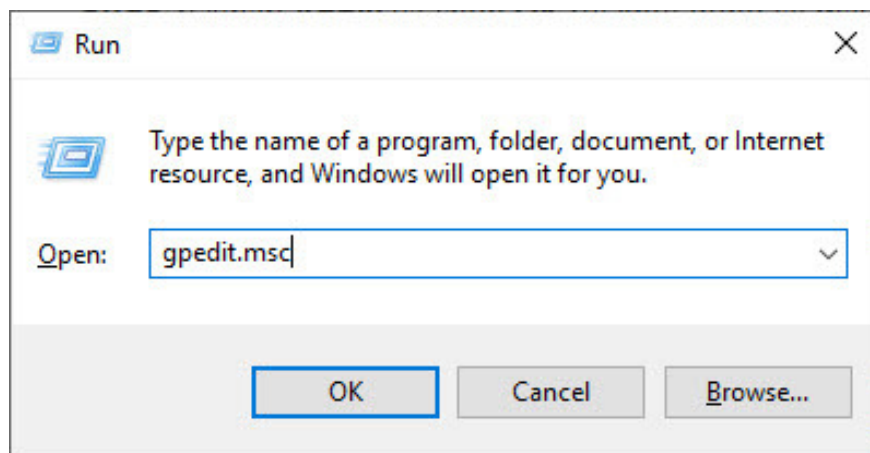 Run
Type the name of a program, folder, document, or Internet
resource, and Windows will open it for you.
Open: gpedit.msc
OK Cancel Browse...